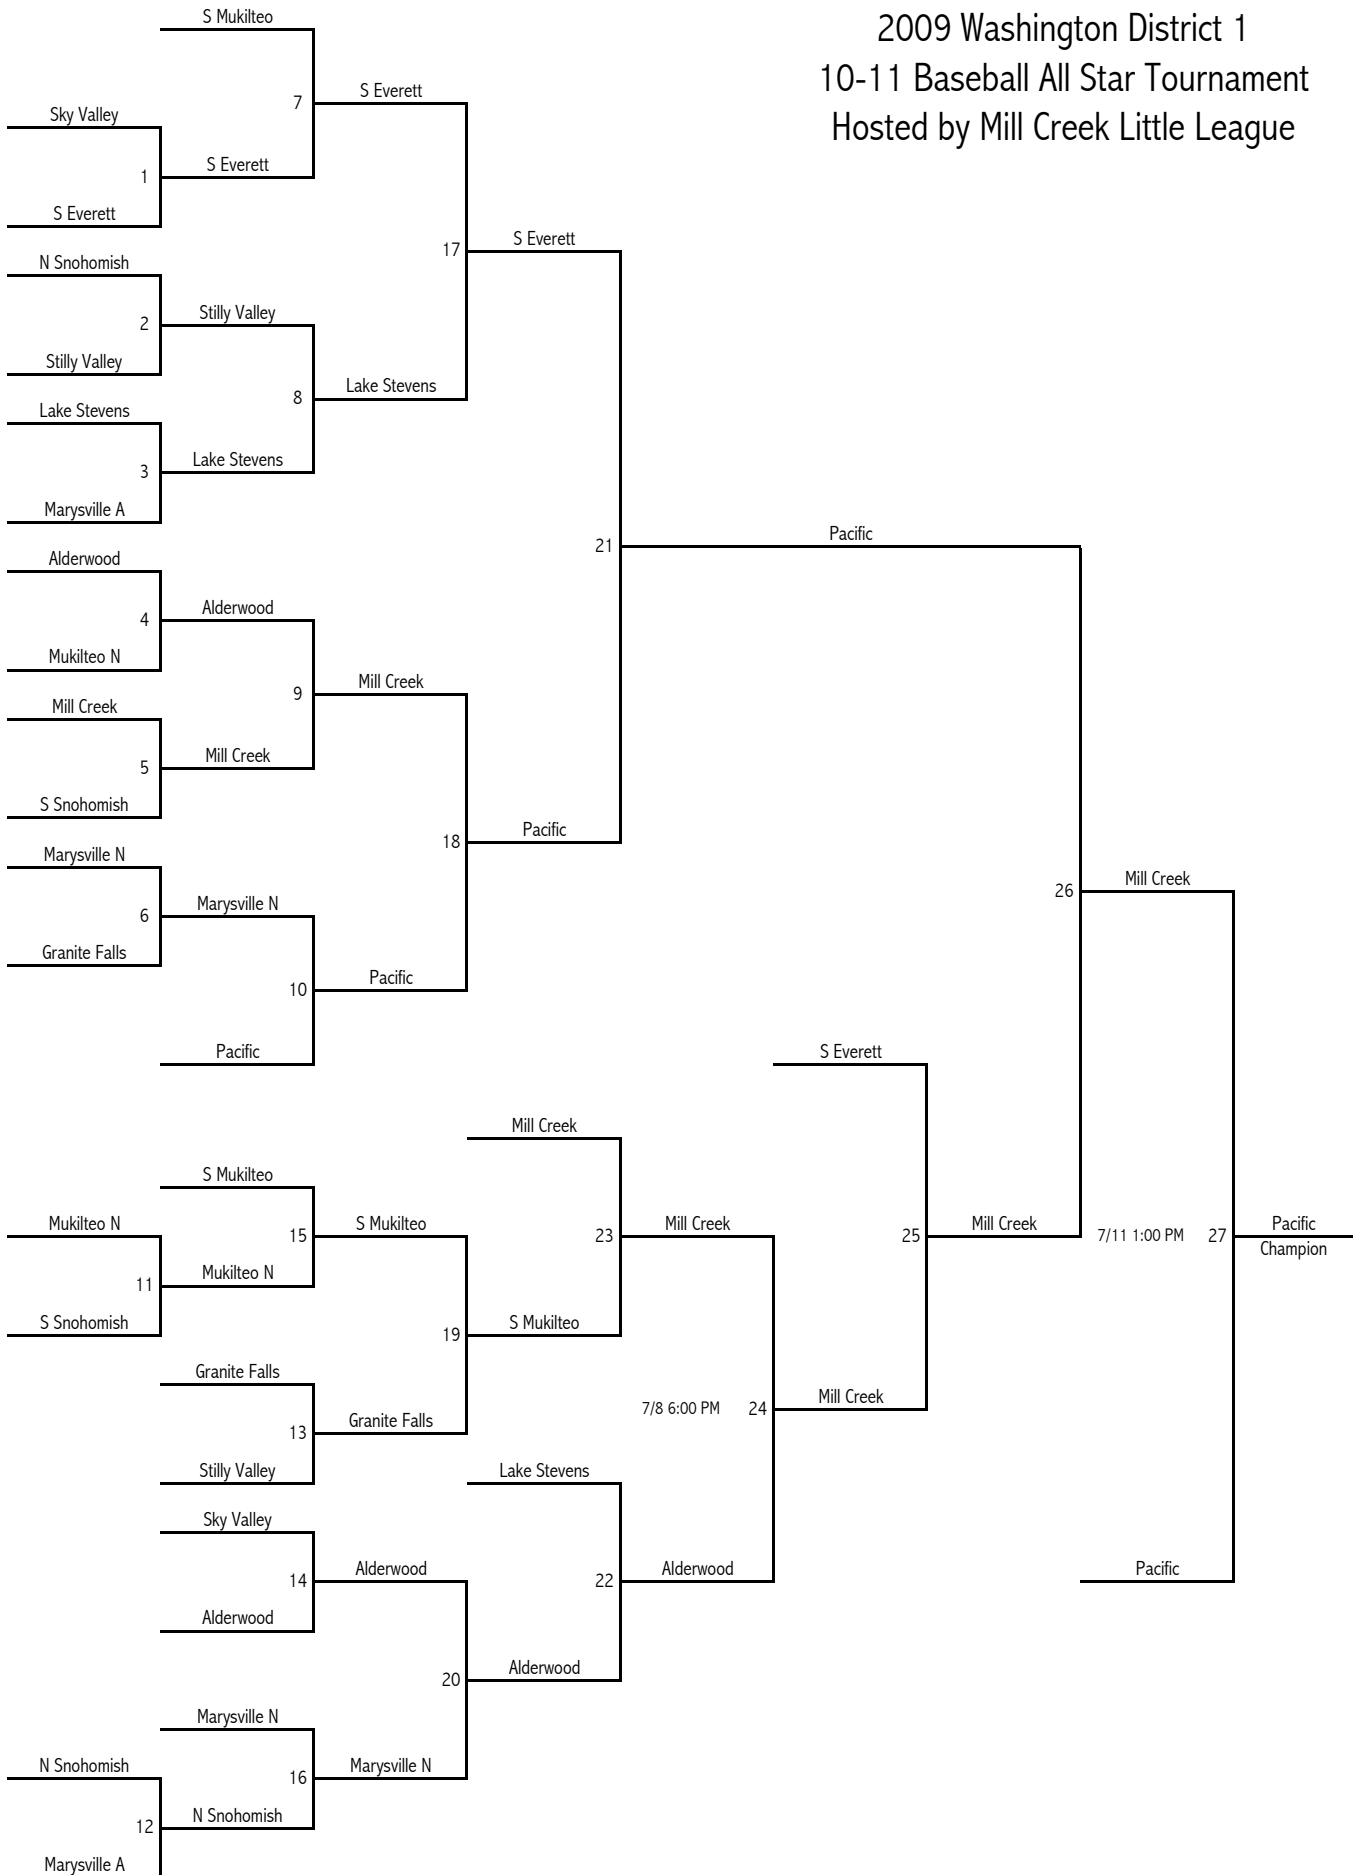 2009 Washington District 1
10-11 Baseball All Star Tournament
Hosted by Mill Creek Little League
S Mukilteo
7
S Everett
Sky Valley
1
S Everett
S Everett
17
S Everett
N Snohomish
2
Stilly Valley
Stilly Valley
8
Lake Stevens
Lake Stevens
3
Lake Stevens
Marysville A
21
Pacific
Alderwood
4
Alderwood
Mukilteo N
9
Mill Creek
Mill Creek
5
Mill Creek
S Snohomish
18
Pacific
Marysville N
6
Marysville N
Granite Falls
10
Pacific
Pacific
26
Mill Creek
S Everett
Mill Creek
S Mukilteo
Mukilteo N
15
S Mukilteo
23
Mill Creek
25
Mill Creek
7/11 1:00 PM
27
Pacific
Champion
11
Mukilteo N
S Snohomish
19
S Mukilteo
Granite Falls
7/8 6:00 PM
24
Mill Creek
13
Granite Falls
Stilly Valley
Lake Stevens
Sky Valley
14
Alderwood
22
Alderwood
Pacific
Alderwood
20
Alderwood
Marysville N
N Snohomish
16
Marysville N
12
N Snohomish
Marysville A